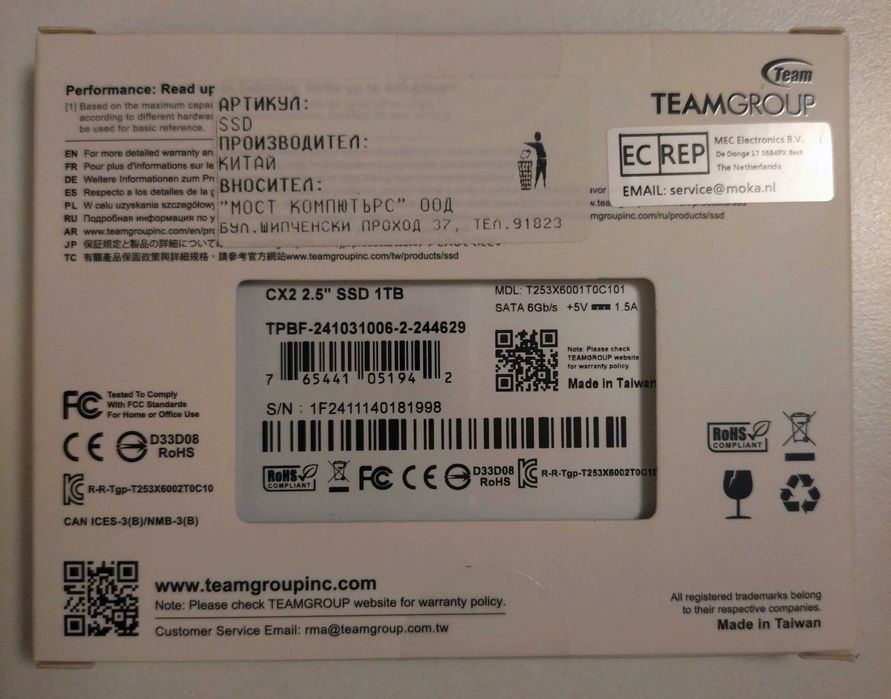 Team
TEAMGROUP
Performance: Read up
[1] Based on the maximum capac
according to different hardwar
be used for basic reference.
АРТИКУЛ:
SSD
ПРОИЗВОДИТЕЛ:
КИТАЙ
ВНОСИТЕЛ:
"МОСТ КОМПЮТЪРС" ООД
БУЛ.ШИПЧЕНСКИ ПРОХОД 37, ТЕЛ.91823
EC REP
MEC Electronics B.V.
De Donge 17 5684PX Best
The Netherlands
EMAIL: service@moka.nl
EN For more detailed warranty an
FR Pour plus d'informations sur le
DE Weitere Informationen zum Pr
ES Respecto a los detalles de la g
PL W celu uzyskania szczegółow
RU Подробная информация по у
mgroupinc.com/ru/products/ssd
AR www.teamgroupinc.com/en/pro
JP 保証規定と製品の詳細について
TC 有關產品保固政策與詳細規格，請參考官方網站www.teamgroupinc.com/tw/products/ssd
CX2 2.5" SSD 1TB
MDL: T253X6001T0C101
SATA 6Gb/s +5V 1.5A
TPBF-241031006-2-244629
7 65441 05194 2
Note: Please check
TEAMGROUP website
for warranty policy.
Made in Taiwan
S/N : 1F2411140181998
RoHS
COMPLIANT
FC CE D33D08
RoHS
R-R-Tgp-T253X6002T0C10
FC Tested To Comply
With FCC Standards
For Home or Office Use
CE D33D08
RoHS
R-R-Tgp-T253X6002T0C10
CAN ICES-3(B)/NMB-3(B)
RoHS
COMPLIANT
www.teamgroupinc.com
Note: Please check TEAMGROUP website for warranty policy.
Customer Service Email: rma@teamgroup.com.tw
All registered trademarks belong
to their respective companies.
Made in Taiwan